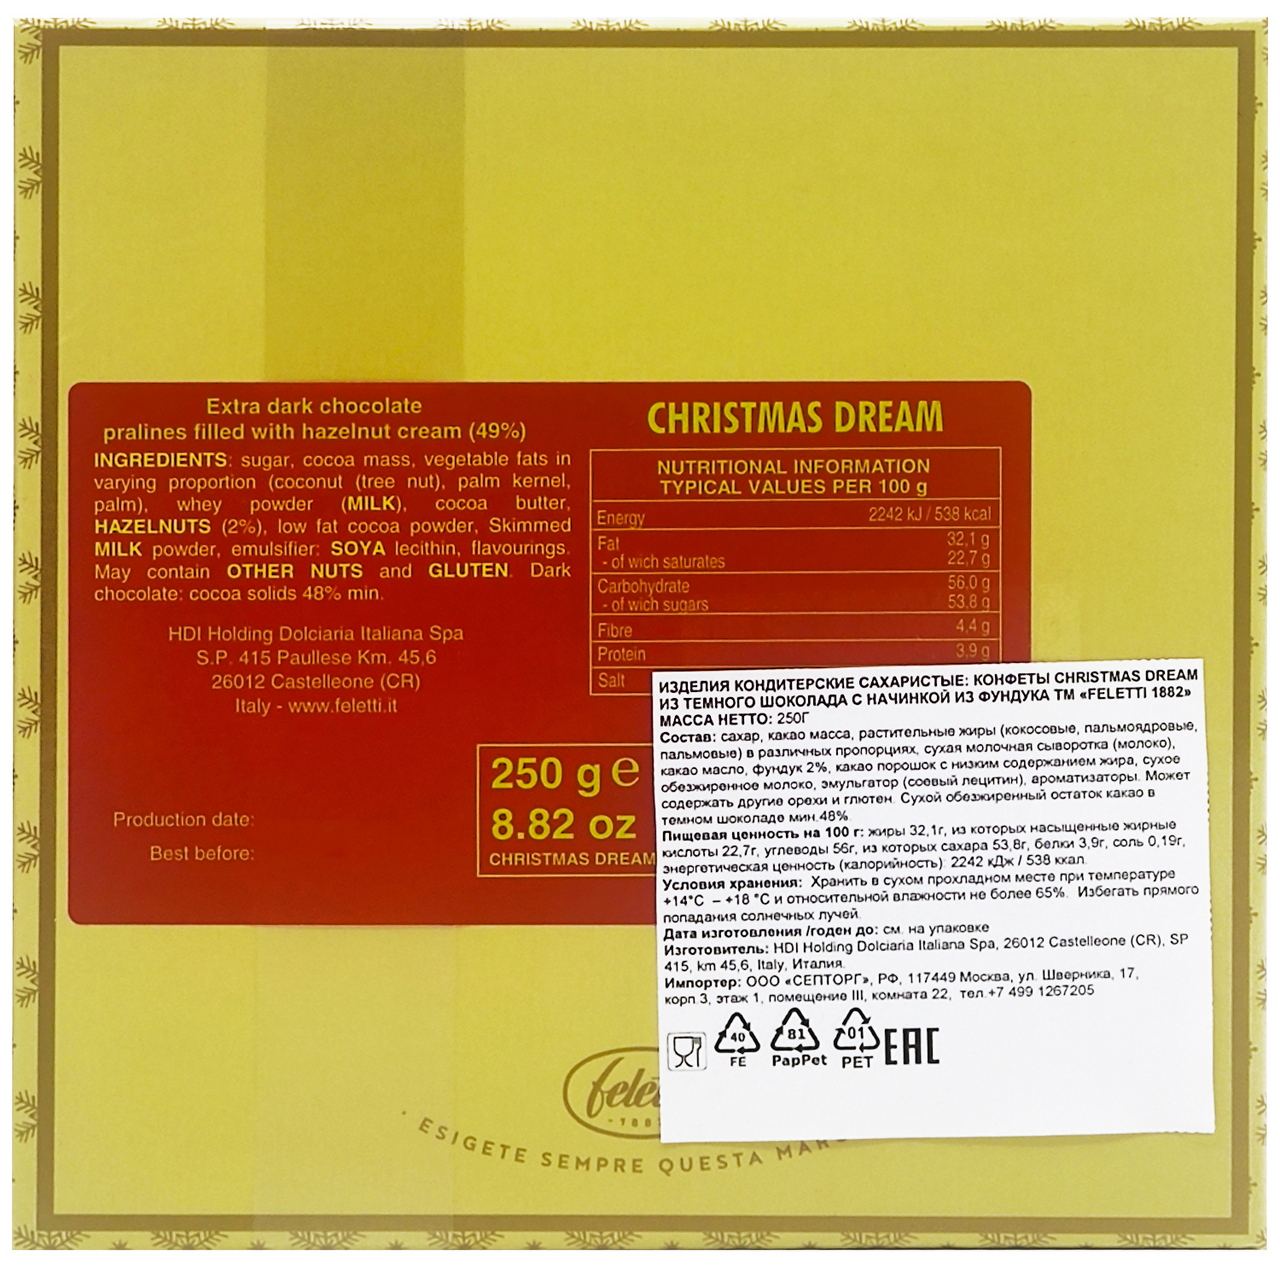 Extra dark chocolate
pralines filled with hazelnut cream (49%)
INGREDIENTS: sugar, cocoa mass, vegetable fats in
varying proportion (coconut (tree nut), palm kernel,
palm), whey powder (MILK), cocoa butter,
HAZELNUTS (2%), low fat cocoa powder, Skimmed
MILK powder, emulsifier: SOYA lecithin, flavourings.
May contain OTHER NUTS and GLUTEN. Dark
chocolate: cocoa solids 48% min.
HDI Holding Dolciaria Italiana Spa
S.P. 415 Paullese Km. 45,6
26012 Castelleone (CR)
Italy - www.feletti.it
Production date:
Best before:
CHRISTMAS DREAM
NUTRITIONAL INFORMATION
TYPICAL VALUES PER 100 g
Energy 2242 kJ / 538 kcal
Fat 32,1 g
- of wich saturates 22,7 g
Carbohydrate 56,0 g
- of wich sugars 53,8 g
Fibre 4,4 g
Protein 3,9 g
Salt
250 g e
8.82 oz
CHRISTMAS DREAM
ИЗДЕЛИЯ КОНДИТЕРСКИЕ САХАРИСТЫЕ: КОНФЕТЫ CHRISTMAS DREAM
ИЗ ТЕМНОГО ШОКОЛАДА С НАЧИНКОЙ ИЗ ФУНДУКА ТМ «FELETTI 1882»
МАССА НЕТТО: 250Г
Состав: сахар, какао масса, растительные жиры (кокосовые, пальмоядровые,
пальмовые) в различных пропорциях, сухая молочная сыворотка (молоко),
какао масло, фундук 2%, какао порошок с низким содержанием жира, сухое
обезжиренное молоко, эмульгатор (соевый лецитин), ароматизаторы. Может
содержать другие орехи и глютен. Сухой обезжиренный остаток какао в
темном шоколаде мин.48%.
Пищевая ценность на 100 г: жиры 32,1г, из которых насыщенные жирные
кислоты 22,7г, углеводы 56г, из которых сахара 53,8г, белки 3,9г, соль 0,19г,
энергетическая ценность (калорийность): 2242 кДж / 538 ккал.
Условия хранения: Хранить в сухом прохладном месте при температуре
+14°С – +18 °С и относительной влажности не более 65%. Избегать прямого
попадания солнечных лучей.
Дата изготовления /годен до: см. на упаковке
Изготовитель: HDI Holding Dolciaria Italiana Spa, 26012 Castelleone (CR), SP
415, km 45,6, Italy, Италия.
Импортер: ООО «СЕПТОРГ», РФ, 117449 Москва, ул. Шверника, 17,
корп.3, этаж 1, помещение III, комната 22, тел.+7 499 1267205
40 81 01 EAC
FE PapPet PET
ESIGETE SEMPRE QUESTA